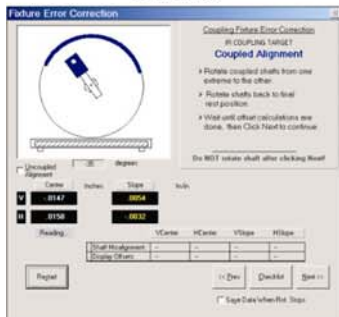 Fixture Error Correction
Coupling Fixture Error Correction
IR COUPLING TARGET
Coupled Alignment
Rotate coupled shafts from one
extreme to the other.
Rotate shafts back to final
rest position.
Wait until offset calculations are
done, then Click Next to continue.
Do NOT rotate shaft after clicking Next!
Uncoupled
Alignment
degrees
Center Inches Slope In/in
V -.0147 .0054
H .0150 -.0032
Reading...
VCenter HCenter VSlope HSlope
Shaft Misalignment: - - - -
Display Offsets: - - - -
Restart
<< Prev
Checklist
Next >>
Save Data When Rot. Stops